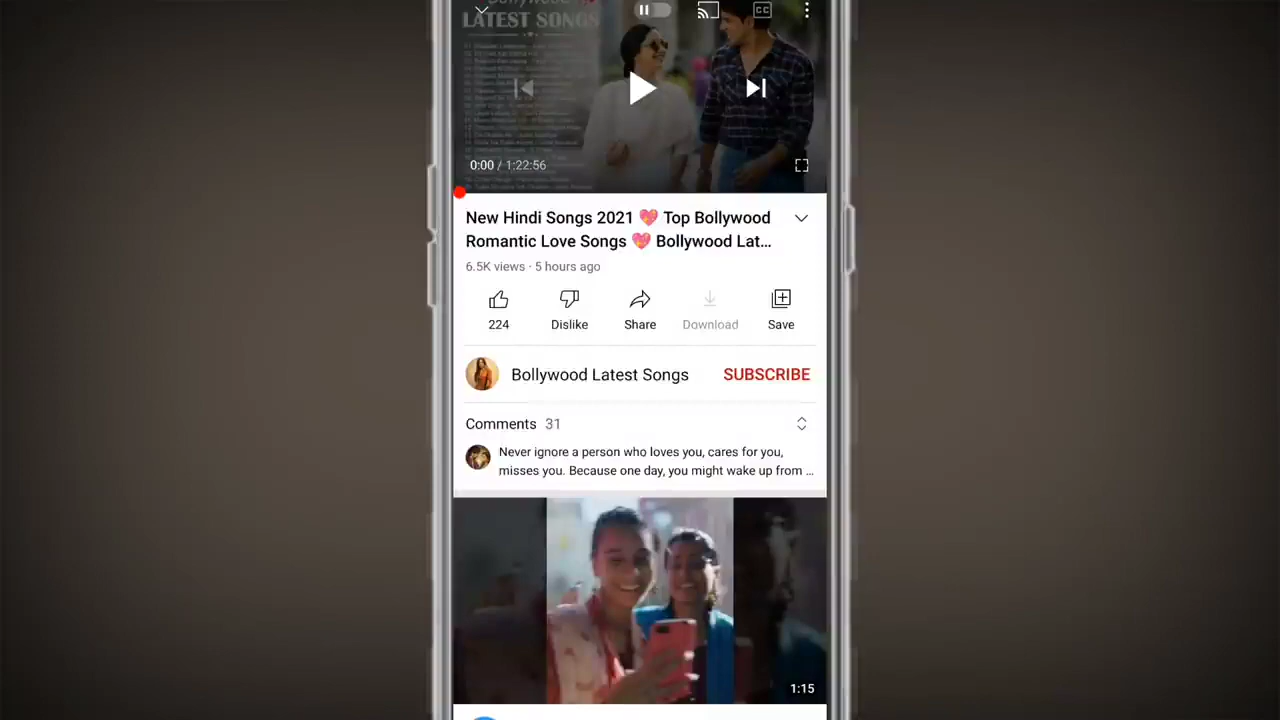 LATEST SONGS
CC
0:00 / 1:22:56
New Hindi Songs 2021 💖 Top Bollywood
Romantic Love Songs 💖 Bollywood Lat...
6.5K views · 5 hours ago
224
Dislike
Share
Download
Save
Bollywood Latest Songs
SUBSCRIBE
Comments 31
Never ignore a person who loves you, cares for you,
misses you. Because one day, you might wake up from ...
1:15